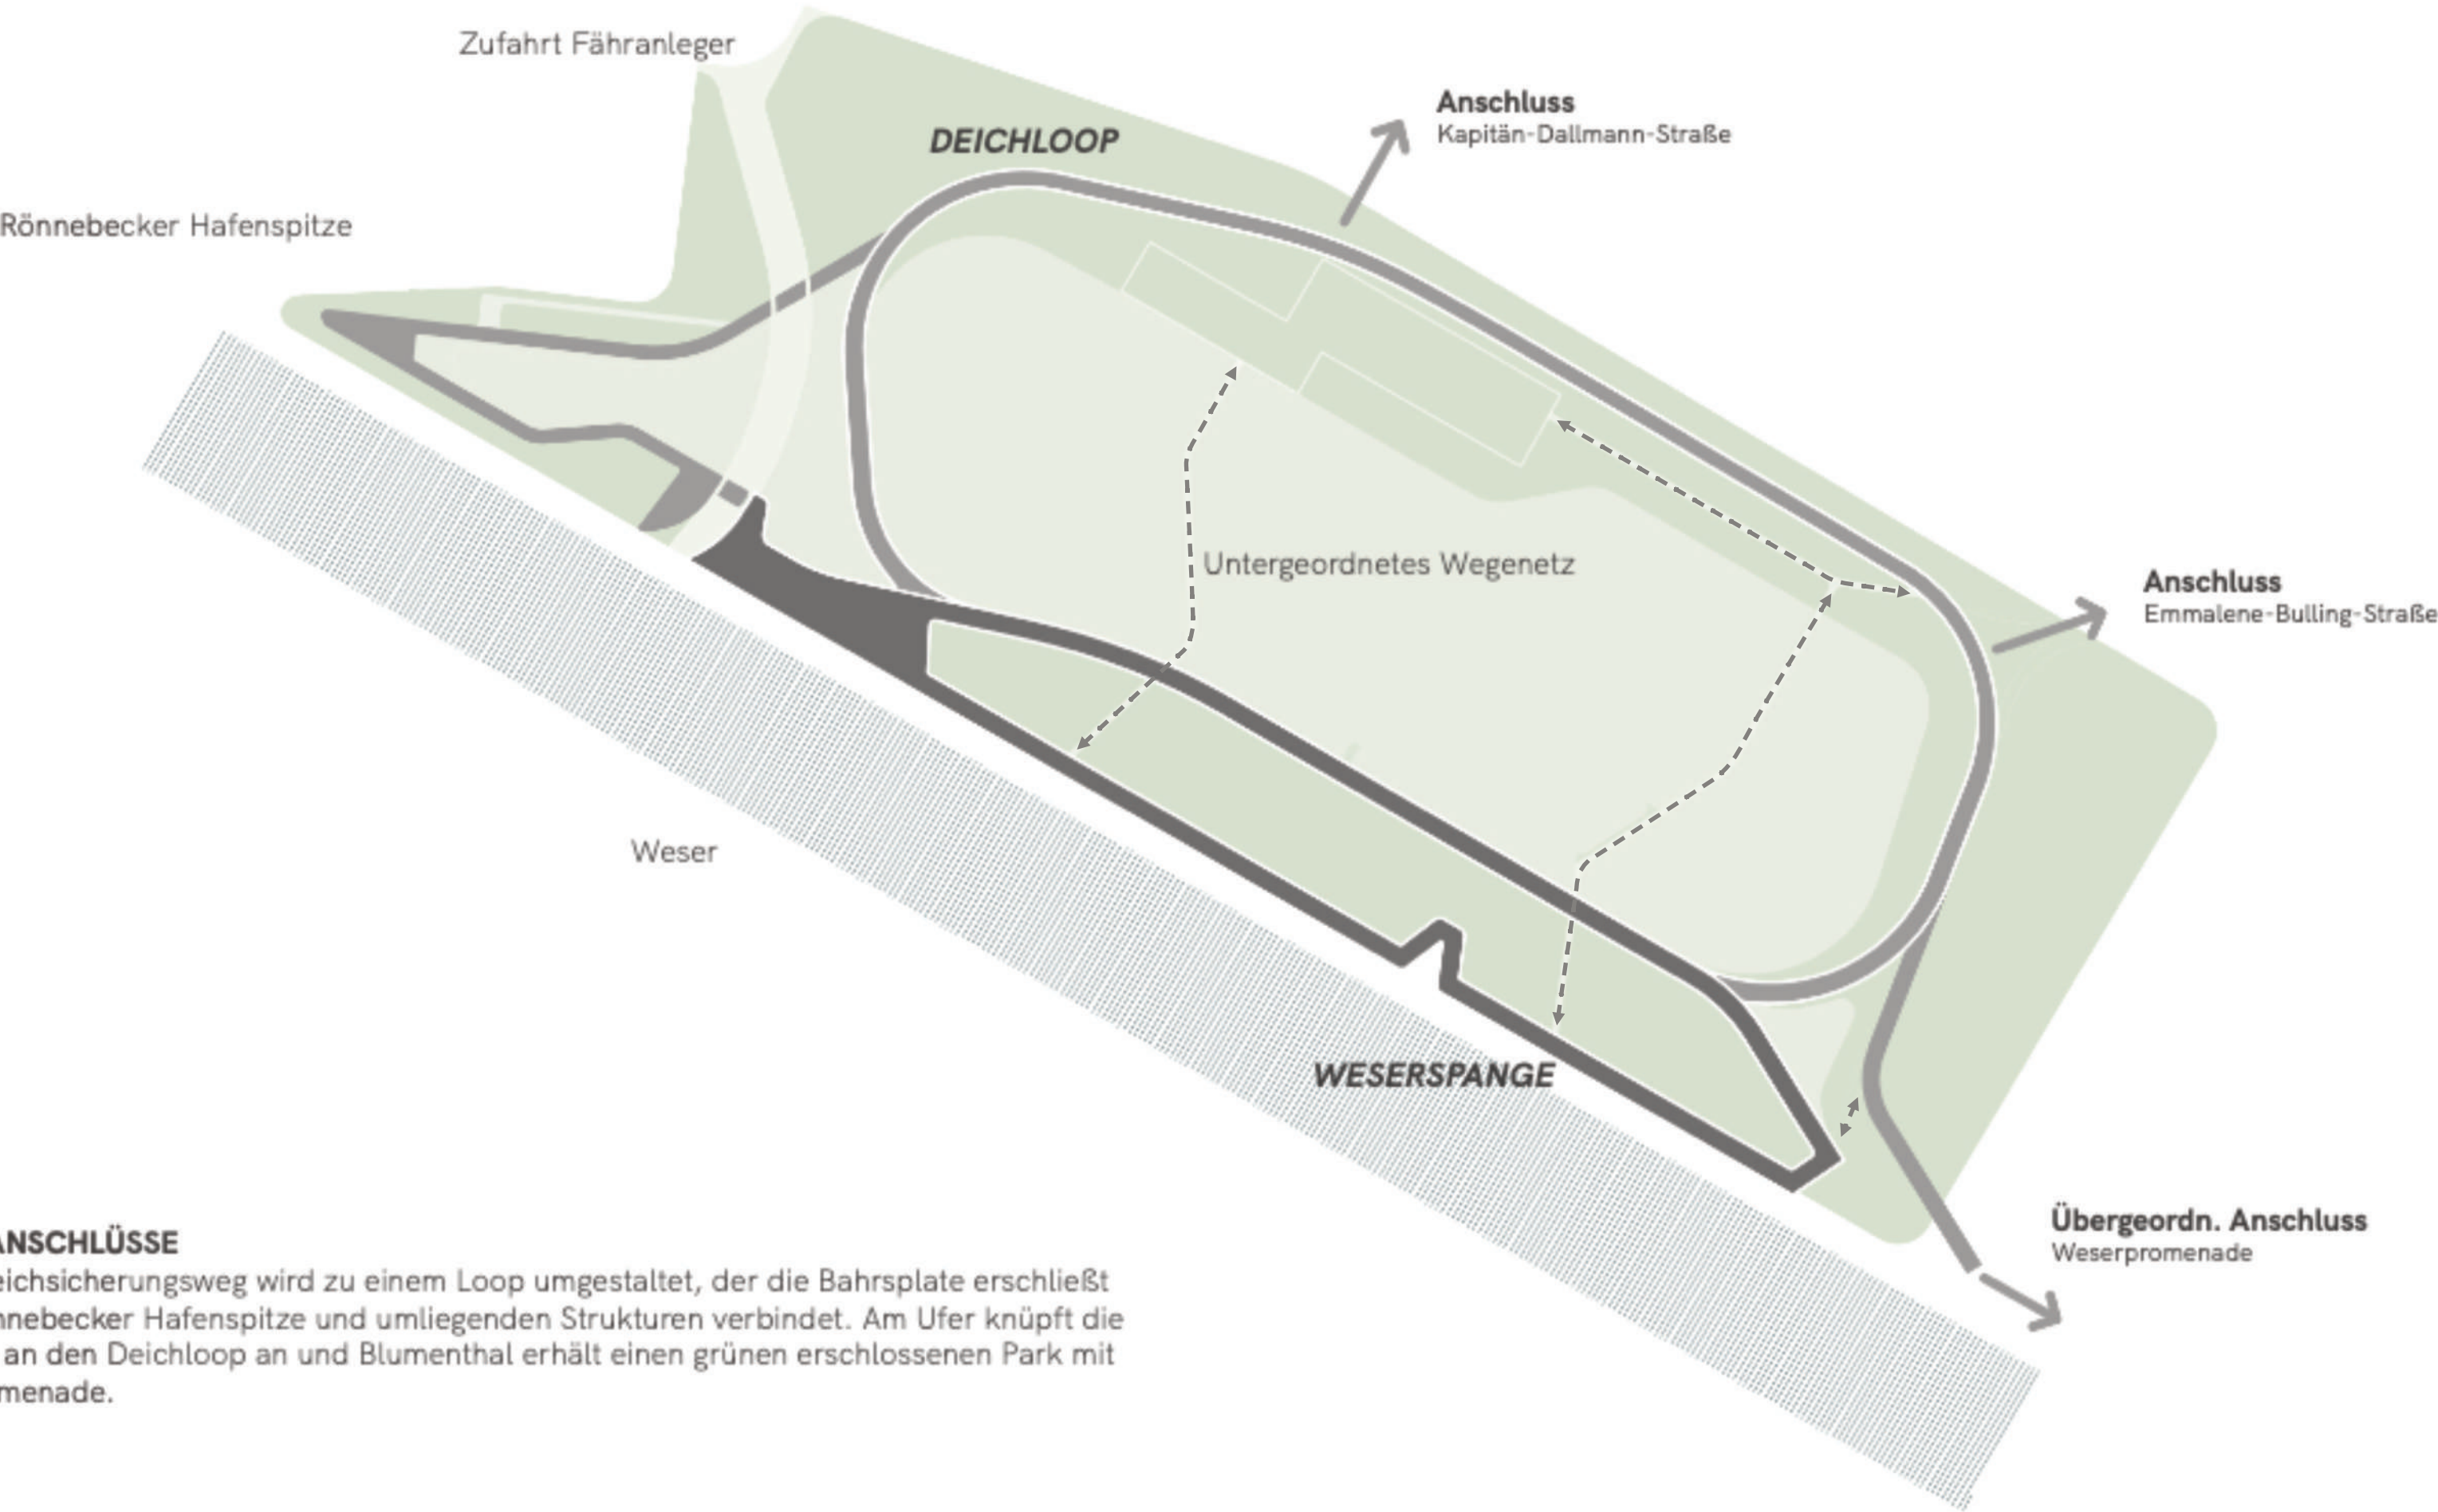 Zufahrt Fähranleger
Anschluss
Kapitän-Dallmann-Straße
DEICHLOOP
Rönnebecker Hafenspitze
Untergeordnetes Wegenetz
Anschluss
Emmalene-Bulling-Straße
Weser
WESERSPANGE
Übergeordn. Anschluss
Weserpromenade
ANSCHLÜSSE
eichsicherungsweg wird zu einem Loop umgestaltet, der die Bahrsplate erschließt
nnebecker Hafenspitze und umliegenden Strukturen verbindet. Am Ufer knüpft die
an den Deichloop an und Blumenthal erhält einen grünen erschlossenen Park mit
menade.